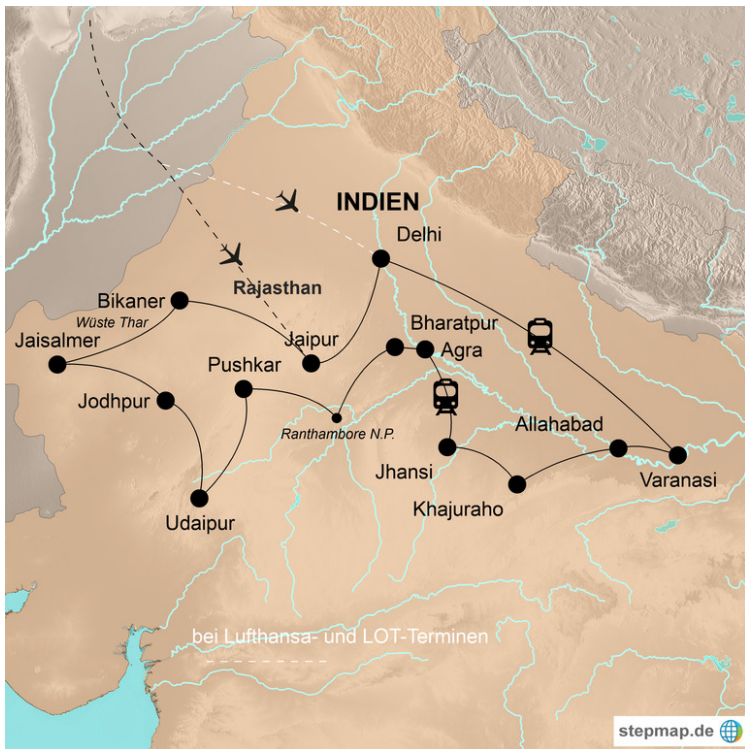 INDIEN
Delhi
Rajasthan
Bikaner
Wüste Thar
Jaisalmer
Jaipur
Bharatpur
Agra
Pushkar
Jodhpur
Ranthambore N.P.
Allahabad
Jhansi
Varanasi
Khajuraho
Udaipur
bei Lufthansa- und LOT-Terminen
stepmap.de